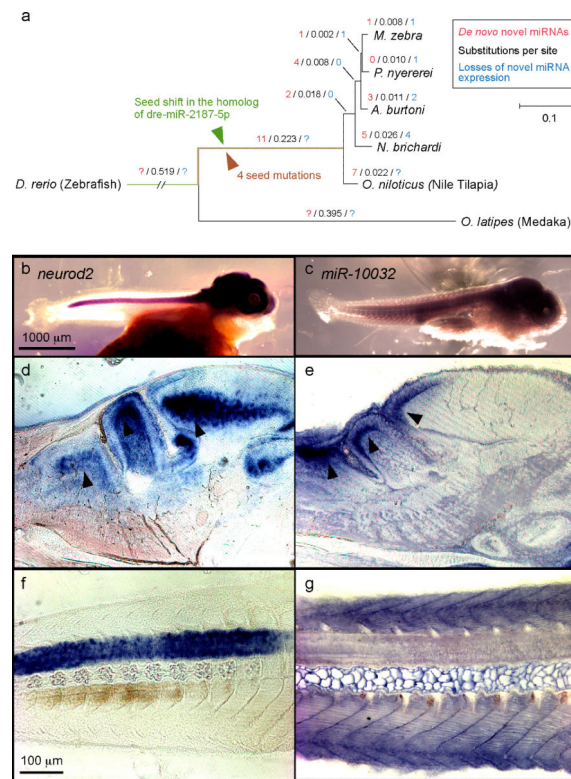 a
1 / 0.008 / 1
M. zebra
1 / 0.002 / 1
0 / 0.010 / 1
P. nyererei
4 / 0.008 / 0
3 / 0.011 / 2
A. burtoni
2 / 0.018 / 0
5 / 0.026 / 4
N. brichardi
De novo novel miRNAs
Substitutions per site
Losses of novel miRNA
expression
0.1
Seed shift in the homolog
of dre-miR-2187-5p
11 / 0.223 / ?
7 / 0.022 / ?
O. niloticus (Nile Tilapia)
? / 0.519 / ?
D. rerio (Zebrafish)
//
4 seed mutations
? / 0.395 / ?
O. latipes (Medaka)
b neurod2
1000 µm
c miR-10032
d
e
f
100 µm
g